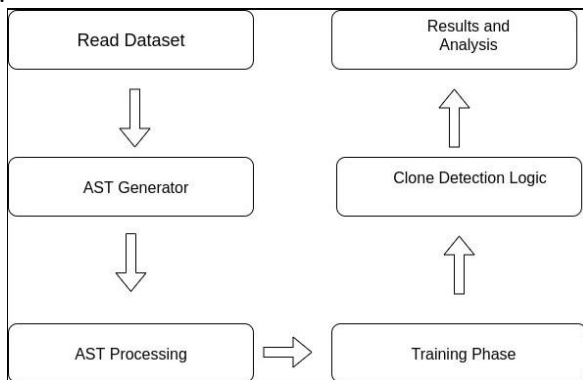 Read Dataset
AST Generator
AST Processing
Training Phase
Clone Detection Logic
Results and
Analysis